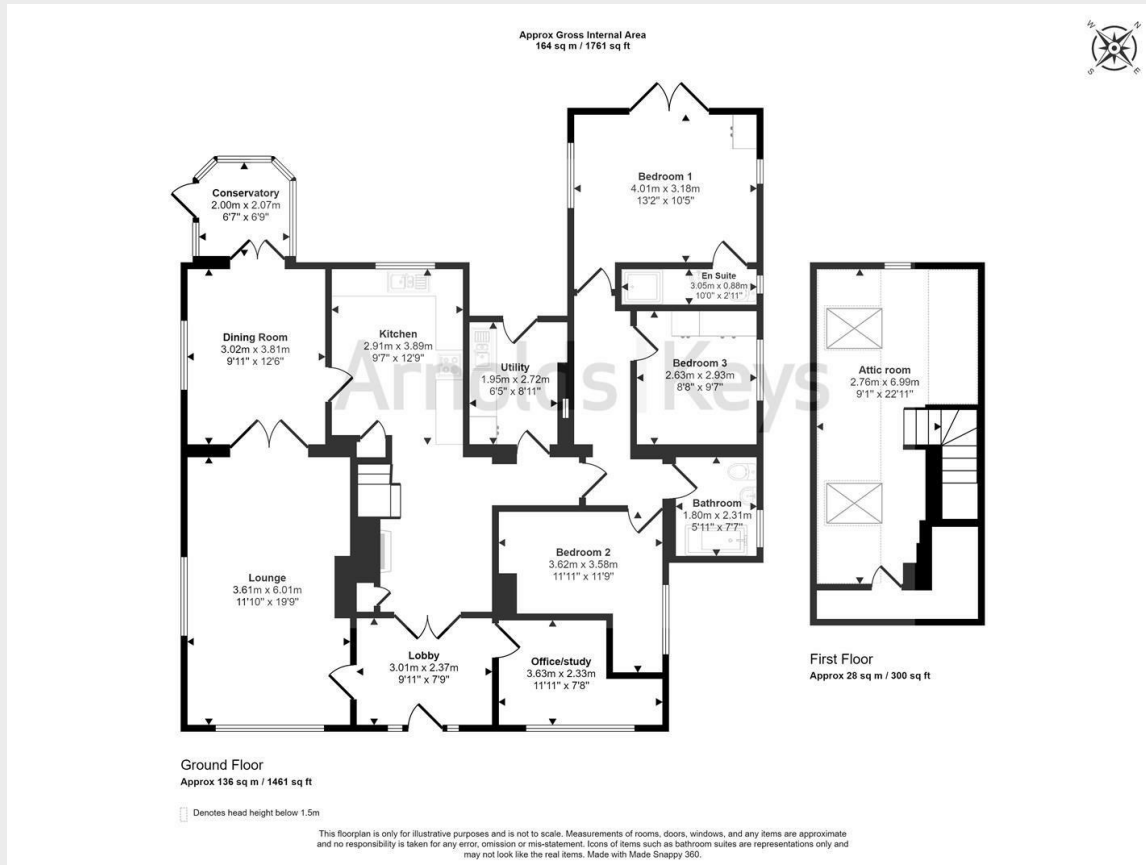 Approx Gross Internal Area
164 sq m / 1761 sq ft
N
W
E
S
Bedroom 1
4.01m x 3.18m
13'2" x 10'5"
Conservatory
2.00m x 2.07m
6'7" x 6'9"
En Suite
3.05m x 0.88m
10'0" x 2'11"
Dining Room
3.02m x 3.81m
9'11" x 12'6"
Kitchen
2.91m x 3.89m
9'7" x 12'9"
Utility
1.95m x 2.72m
6'5" x 8'11"
Bedroom 3
2.63m x 2.93m
8'8" x 9'7"
Attic room
2.76m x 6.99m
9'1" x 22'11"
Arnolds | Keys
Bathroom
1.80m x 2.31m
5'11" x 7'7"
Bedroom 2
3.62m x 3.58m
11'11" x 11'9"
Lounge
3.61m x 6.01m
11'10" x 19'9"
Lobby
3.01m x 2.37m
9'11" x 7'9"
Office/study
3.63m x 2.33m
11'11" x 7'8"
First Floor
Approx 28 sq m / 300 sq ft
Ground Floor
Approx 136 sq m / 1461 sq ft
Denotes head height below 1.5m
This floorplan is only for illustrative purposes and is not to scale. Measurements of rooms, doors, windows, and any items are approximate
and no responsibility is taken for any error, omission or mis-statement. Icons of items such as bathroom suites are representations only and
may not look like the real items. Made with Made Snappy 360.